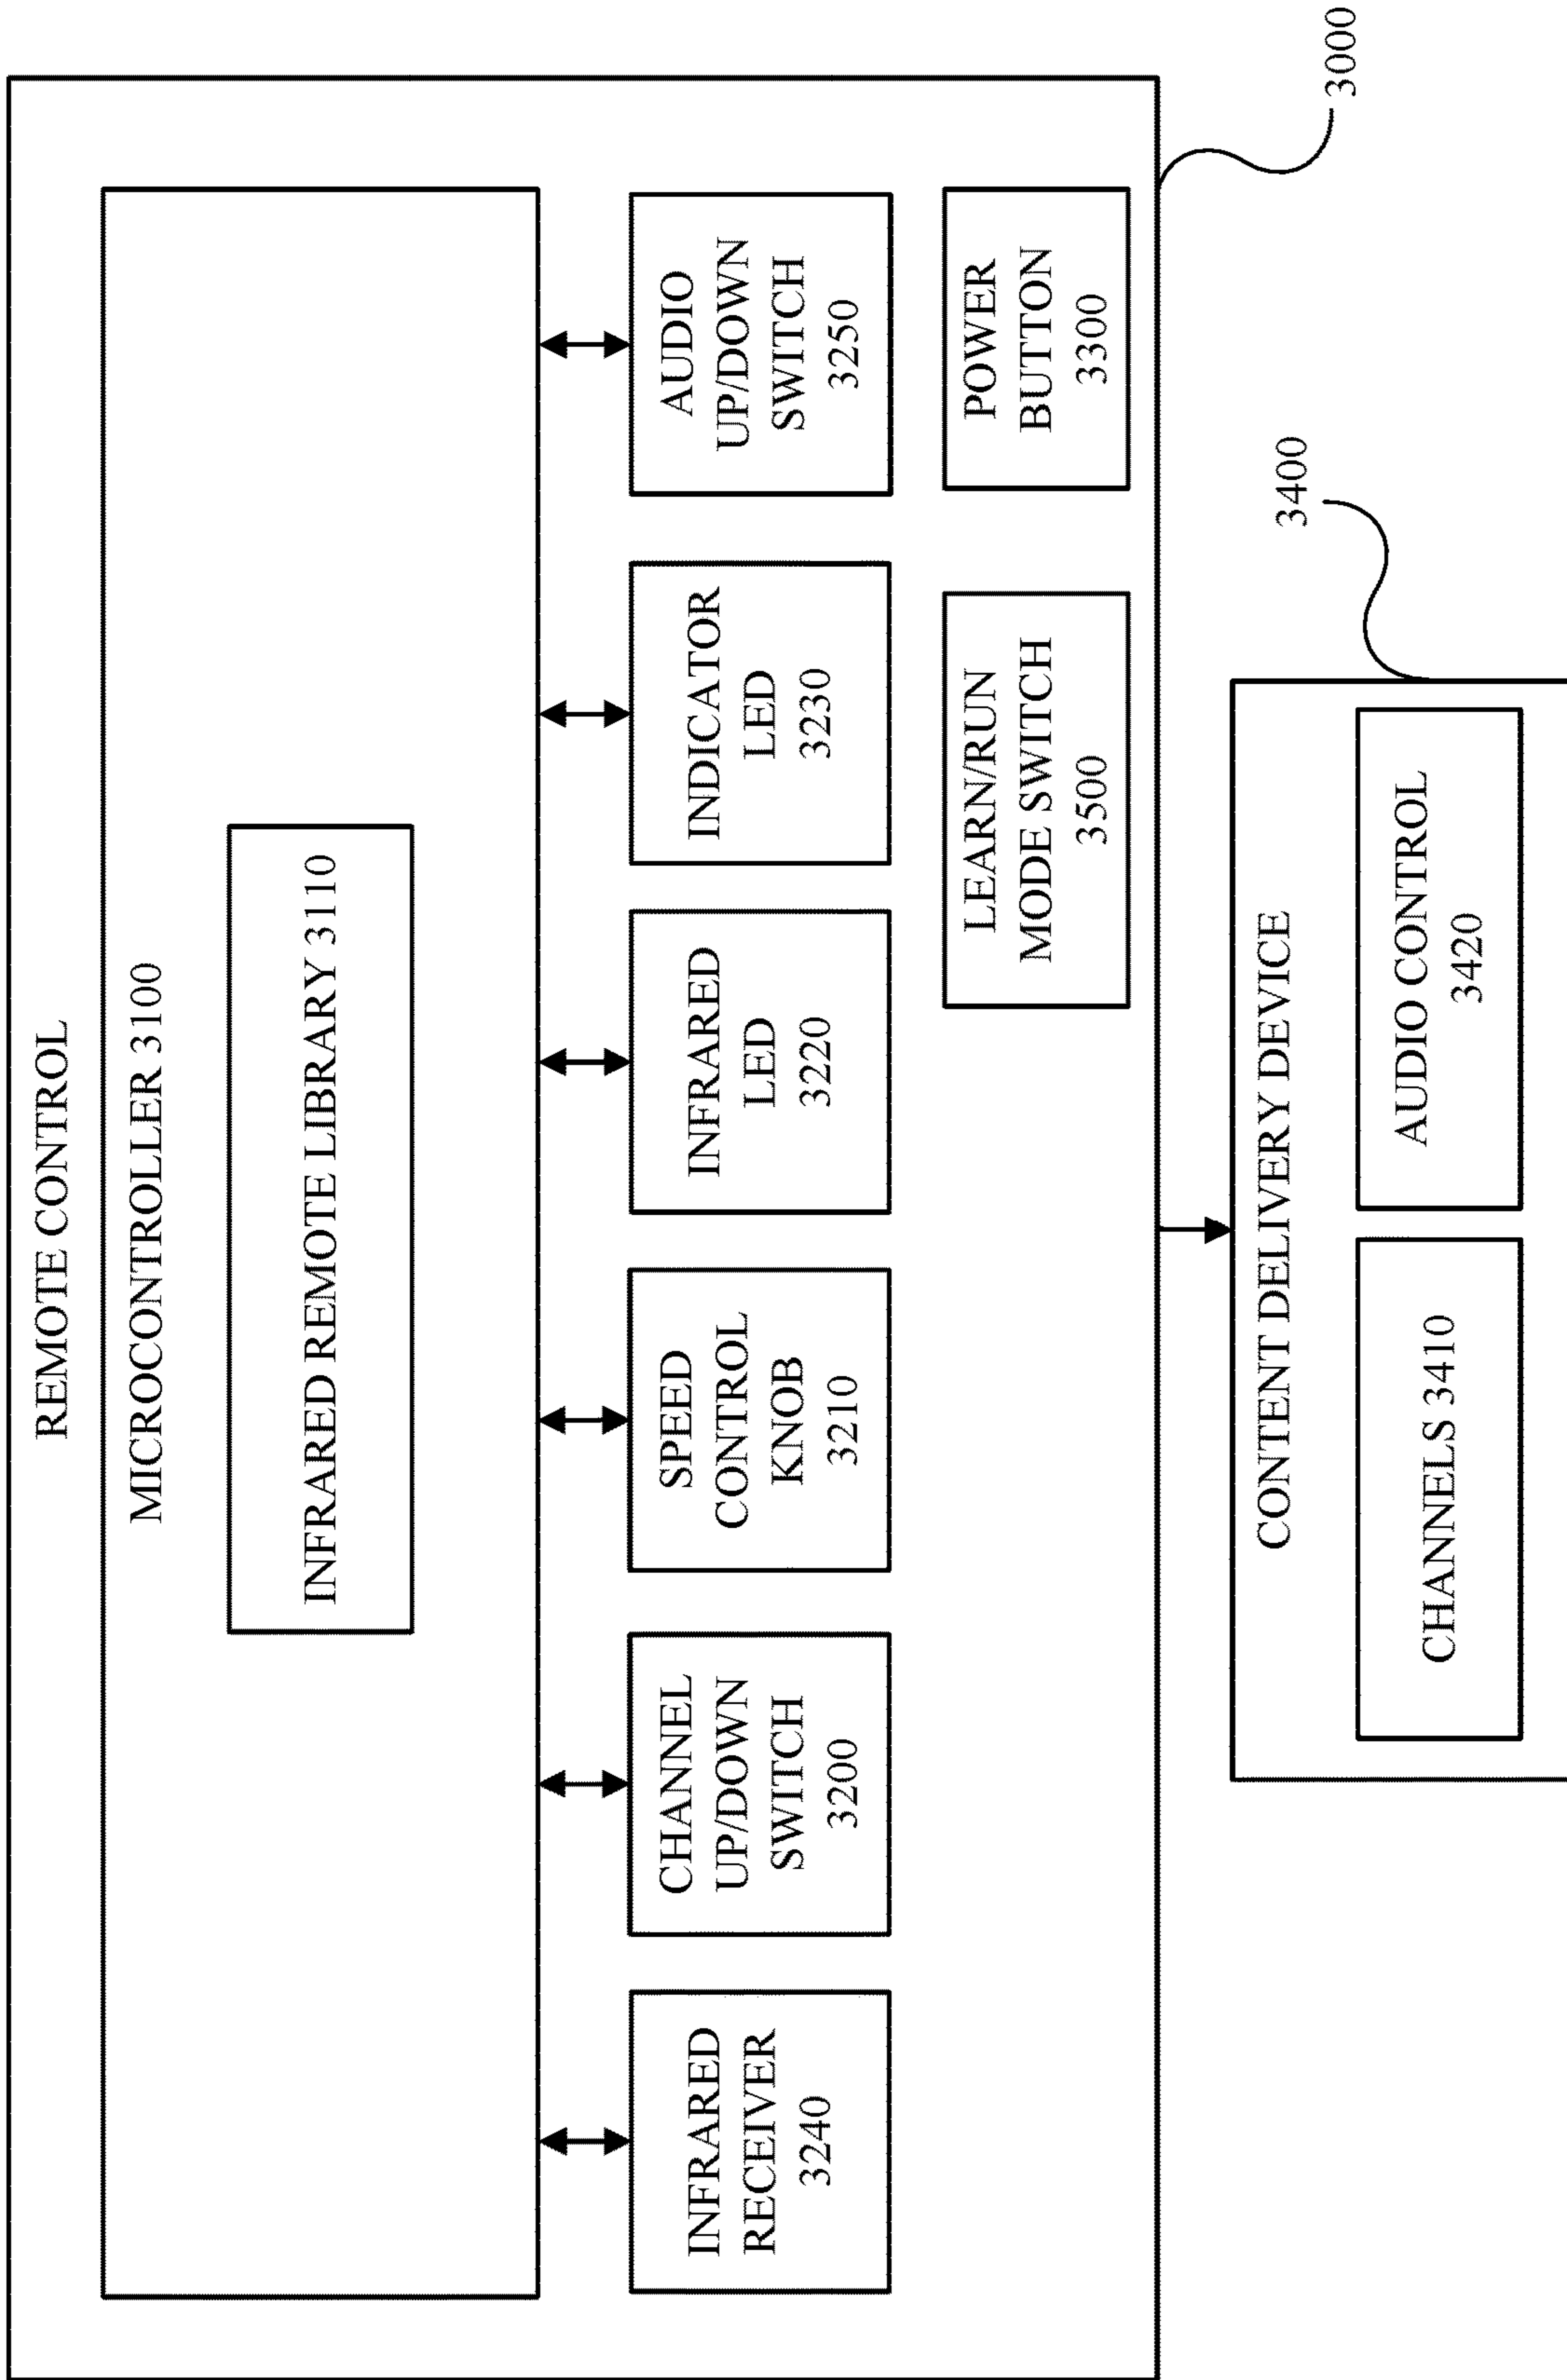 REMOTE CONTROL
MICROCONTROLLER 3100
INFRARED REMOTE LIBRARY 3110
INFRARED
RECEIVER
3240
CHANNEL
UP/DOWN
SWITCH
3200
SPEED
CONTROL
KNOB
3210
INFRARED
LED
3220
INDICATOR
LED
3230
AUDIO
UP/DOWN
SWITCH
3250
LEARN/RUN
MODE SWITCH
3500
POWER
BUTTON
3300
3000
3400
CONTENT DELIVERY DEVICE
CHANNELS 3410
AUDIO CONTROL
3420